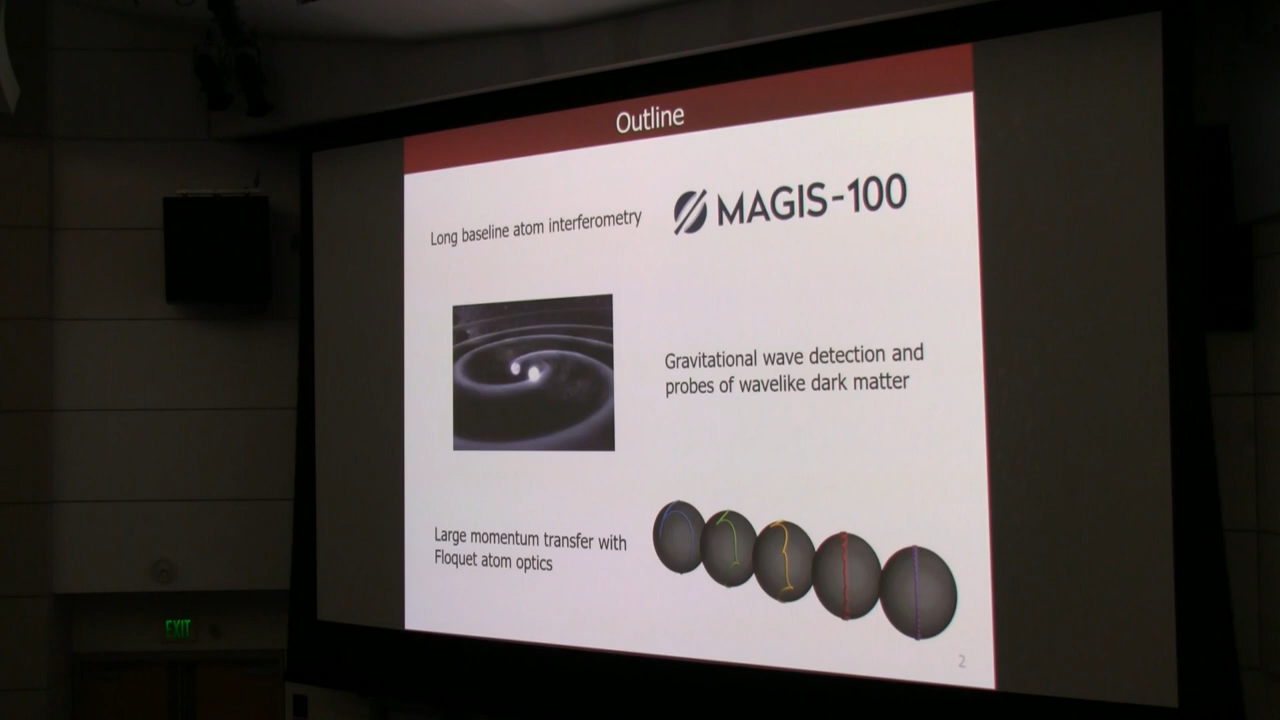 Outline
Long baseline atom interferometry
MAGIS-100
Gravitational wave detection and
probes of wavelike dark matter
Large momentum transfer with
Floquet atom optics
2
EXIT